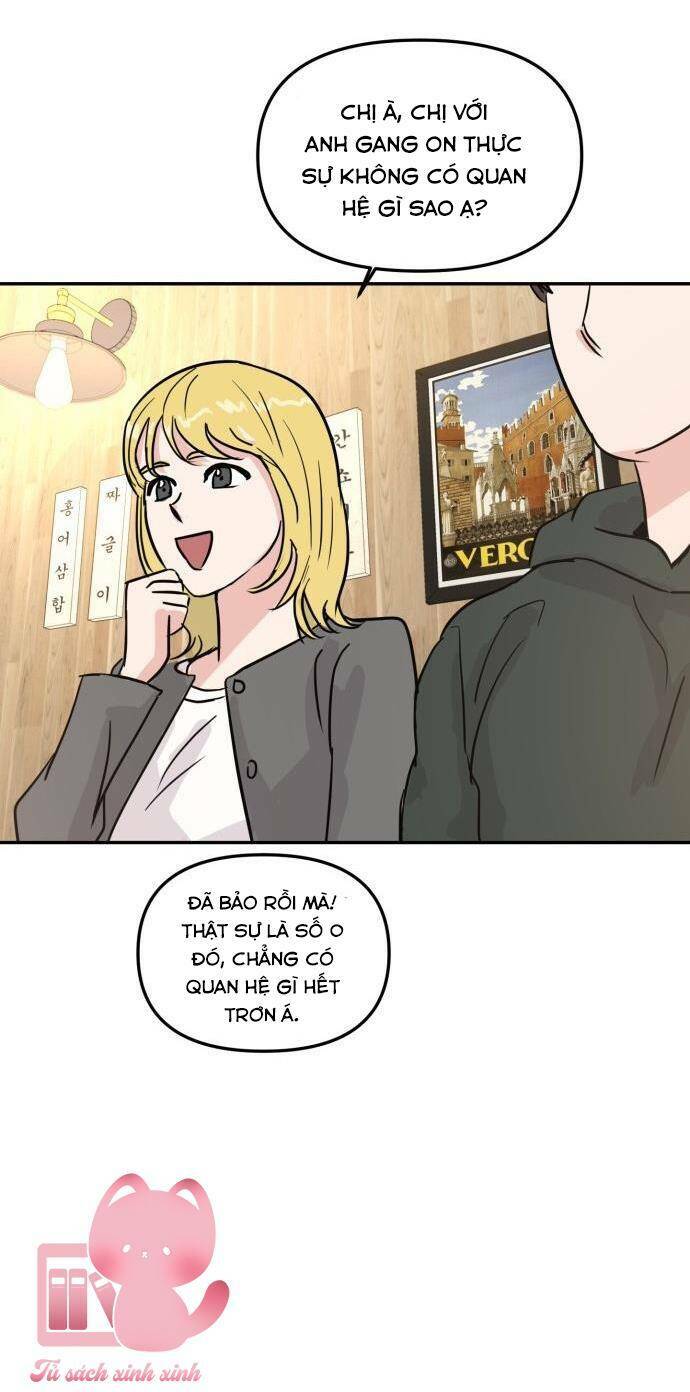 CHỊ À, CHỊ VỚI
ANH GANG ON THỰC
SỰ KHÔNG CÓ QUAN
HỆ GÌ SAO Ạ?
홍어삼합
짜글이
란
VERO
ĐÃ BẢO RỒI MÀ!
THẬT SỰ LÀ SỐ 0
ĐÓ, CHẲNG CÓ
QUAN HỆ GÌ HẾT
TRƠN Á.
Tủ sách xinh xinh